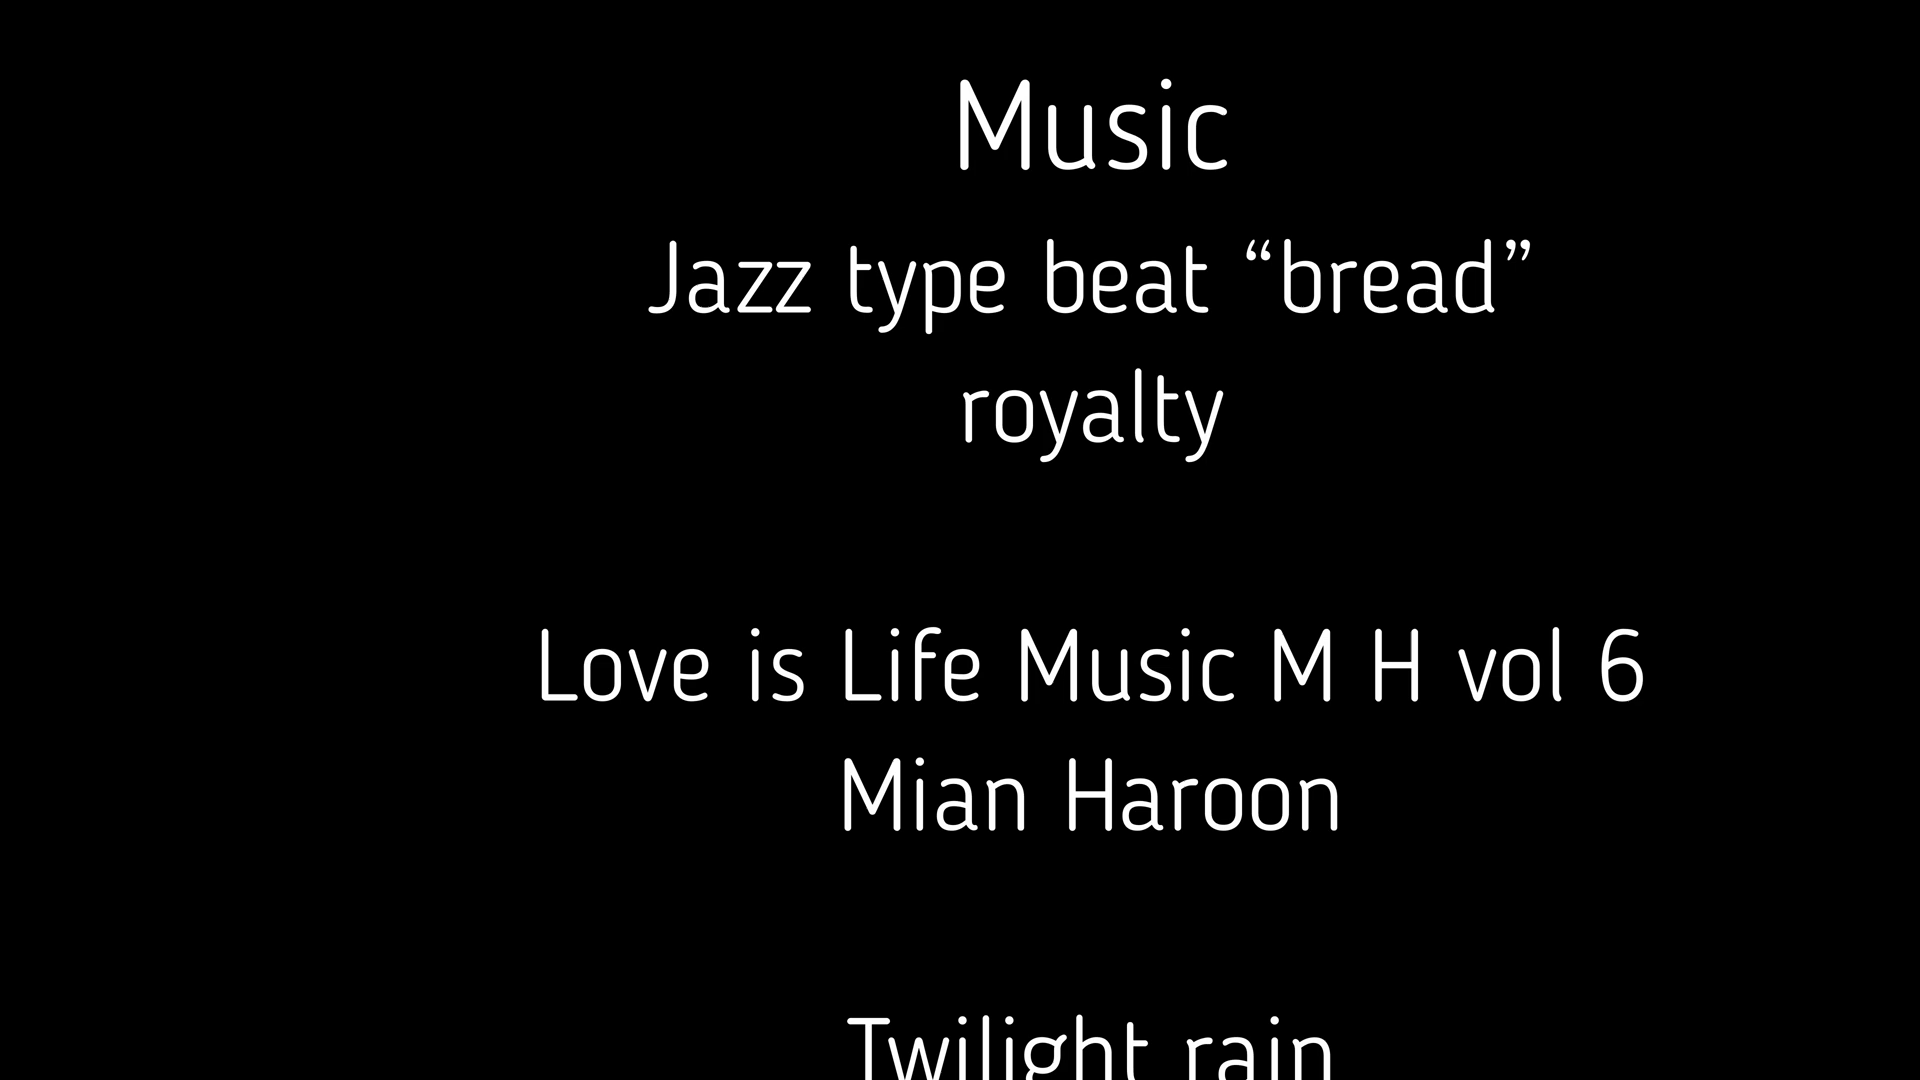 Music
Jazz type beat “bread”
royalty
Love is Life Music M H vol 6
Mian Haroon
Twilight rain